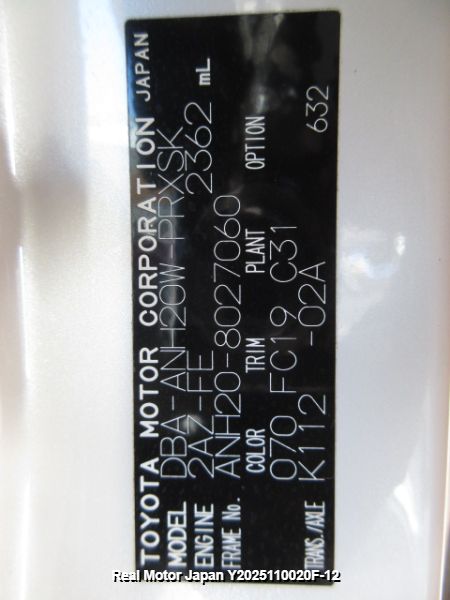 TOYOTA MOTOR CORPORATION JAPAN
MODEL DBA-ANH20W-PRXSK
ENGINE 2AZ-FE 2362 mL
FRAME No. ANH20-8027060
COLOR TRIM PLANT OPTION
070 FC19 C31 632
TRANS./AXLE K112 -02A
Real Motor Japan Y2025110020F-12